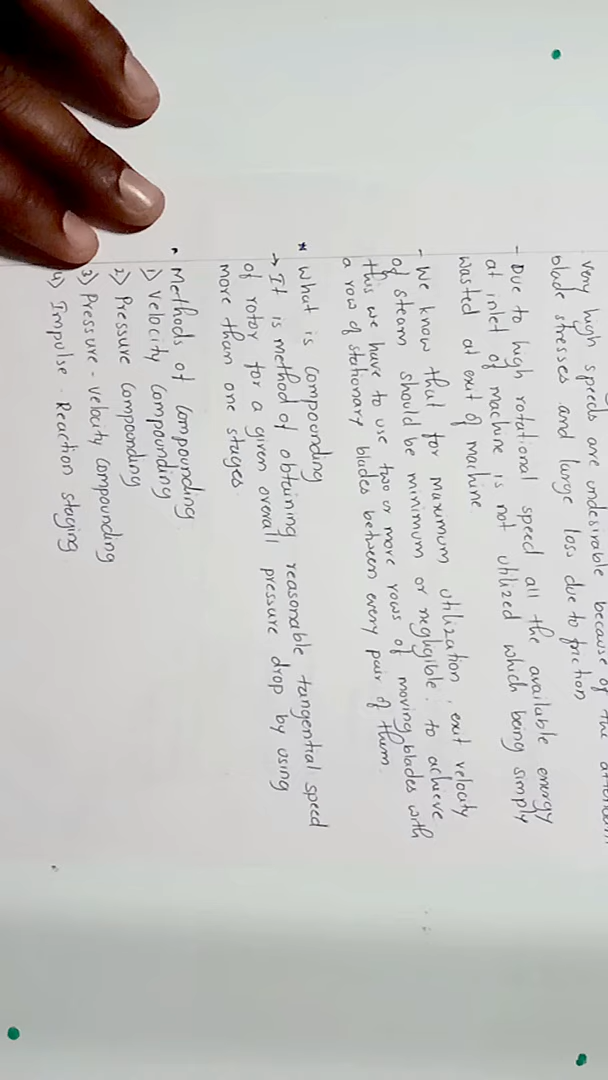 very high speeds are undesirable because of the
blade stresses and large loss due to friction
- Due to high rotational speed all the available energy
at inlet of machine is not utilized which being simply
wasted at exit of machine.
- We know that for maximum utilization, exit velocity
of steam should be minimum or negligible. to achieve
this we have to use two or more rows of moving blades with
a row of stationary blades between every pair of them.
* What is compounding
→ It is method of obtaining reasonable tangential speed
of rotor for a given overall pressure drop by using
more than one stages.
• Methods of compounding.
1) Velocity compounding
2) Pressure compounding
3) Pressure - velocity compounding
4) Impulse - Reaction staging